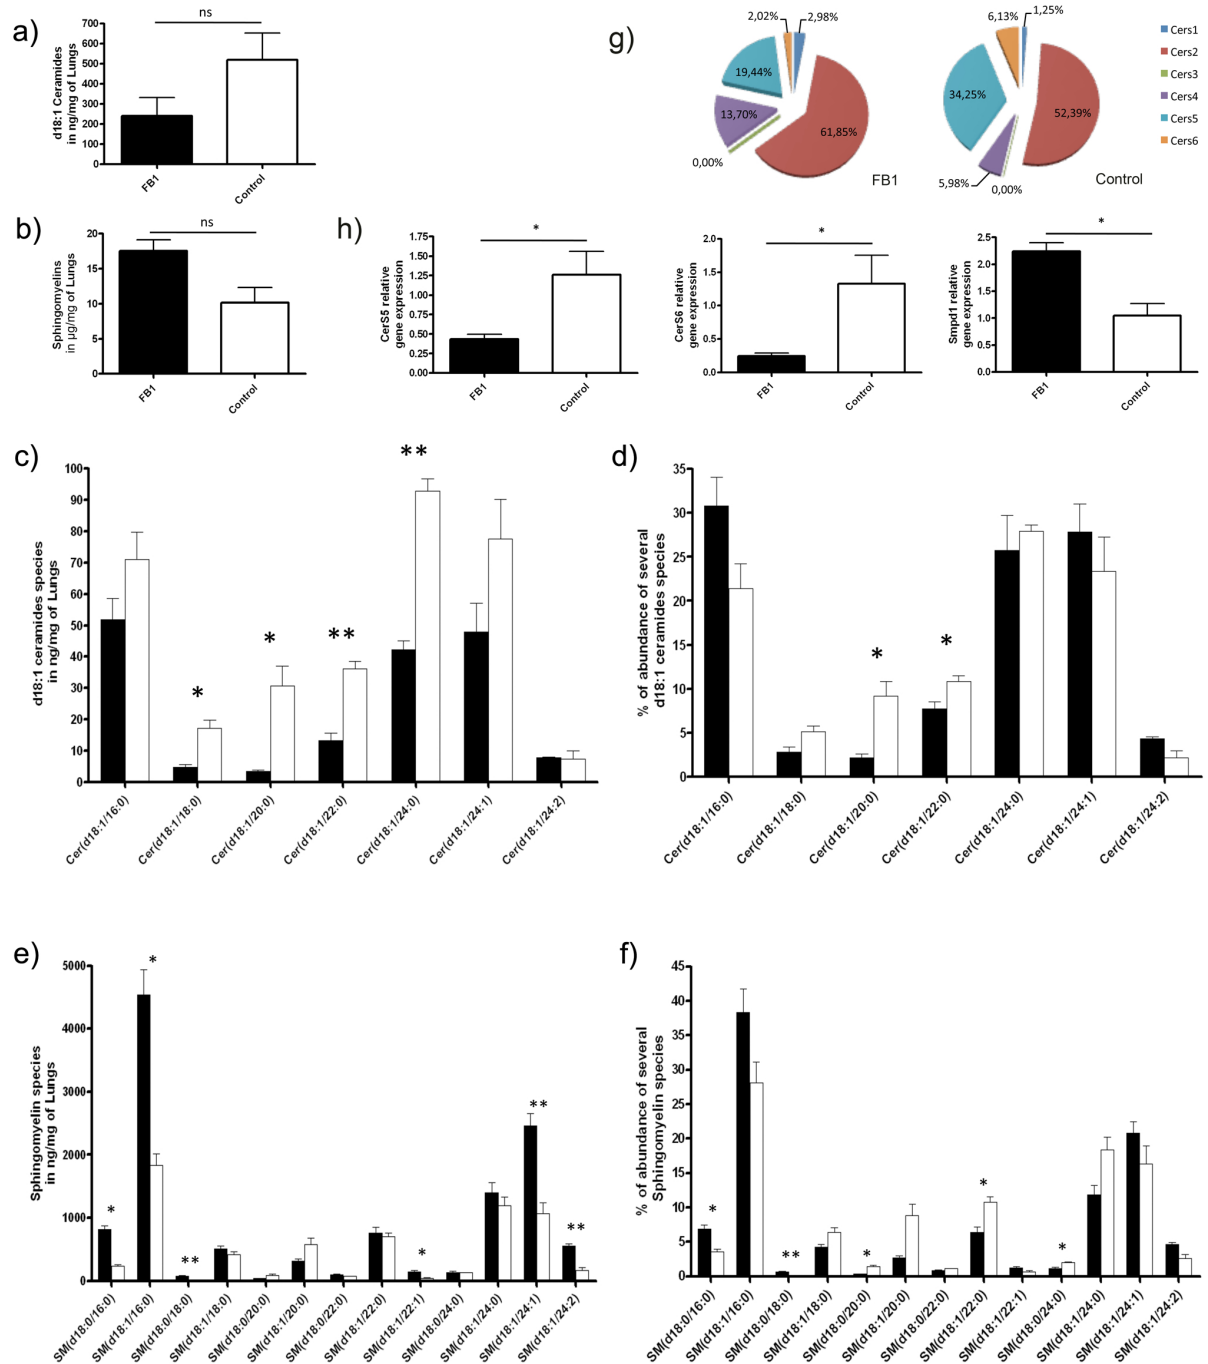 a)
d18:1 Ceramides
in ng/mg of Lungs
700
600
500
400
300
200
100
0
ns
FB1
Control
g)
2,02%
2,98%
19,44%
13,70%
61,85%
0,00%
FB1
6,13%
1,25%
34,25%
52,39%
5,98%
0,00%
Control
Cers1
Cers2
Cers3
Cers4
Cers5
Cers6
b)
Sphingomyelins
in µg/mg of Lungs
20
15
10
5
0
ns
FB1
Control
h)
CerS5 relative
gene expression
1.75
1.50
1.25
1.00
0.75
0.50
0.25
0.00
*
FB1
Control
CerS6 relative
gene expression
2.0
1.5
1.0
0.5
0.0
*
FB1
Control
Smpd1 relative
gene expression
2.5
2.0
1.5
1.0
0.5
0.0
*
FB1
Control
c)
d18:1 ceramides species
in ng/mg of Lungs
100
90
80
70
60
50
40
30
20
10
0
*
*
**
**
Cer(d18:1/16:0)
Cer(d18:1/18:0)
Cer(d18:1/20:0)
Cer(d18:1/22:0)
Cer(d18:1/24:0)
Cer(d18:1/24:1)
Cer(d18:1/24:2)
d)
% of abundance of several
d18:1 ceramides species
35
30
25
20
15
10
5
0
*
*
Cer(d18:1/16:0)
Cer(d18:1/18:0)
Cer(d18:1/20:0)
Cer(d18:1/22:0)
Cer(d18:1/24:0)
Cer(d18:1/24:1)
Cer(d18:1/24:2)
e)
Sphingomyelin species
in ng/mg of Lungs
5000
4000
3000
2000
1000
0
*
*
**
*
**
**
SM(d18:0/16:0)
SM(d18:1/16:0)
SM(d18:0/18:0)
SM(d18:1/18:0)
SM(d18:0/20:0)
SM(d18:1/20:0)
SM(d18:0/22:0)
SM(d18:1/22:0)
SM(d18:1/22:1)
SM(d18:0/24:0)
SM(d18:1/24:0)
SM(d18:1/24:1)
SM(d18:1/24:2)
f)
% of abundance of several
Sphingomyelin species
45
40
35
30
25
20
15
10
5
0
*
**
*
*
*
SM(d18:0/16:0)
SM(d18:1/16:0)
SM(d18:0/18:0)
SM(d18:1/18:0)
SM(d18:0/20:0)
SM(d18:1/20:0)
SM(d18:0/22:0)
SM(d18:1/22:0)
SM(d18:1/22:1)
SM(d18:0/24:0)
SM(d18:1/24:0)
SM(d18:1/24:1)
SM(d18:1/24:2)